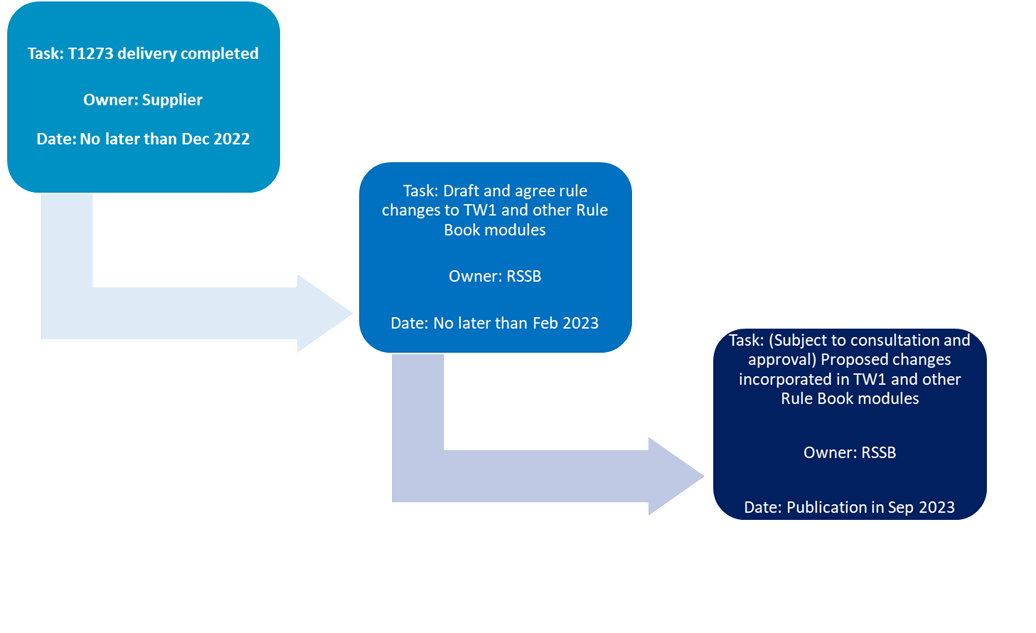 Task: T1273 delivery completed
Owner: Supplier
Date: No later than Dec 2022
Task: Draft and agree rule
changes to TW1 and other Rule
Book modules
Owner: RSSB
Date: No later than Feb 2023
Task: (Subject to consultation and
approval) Proposed changes
incorporated in TW1 and other
Rule Book modules
Owner: RSSB
Date: Publication in Sep 2023